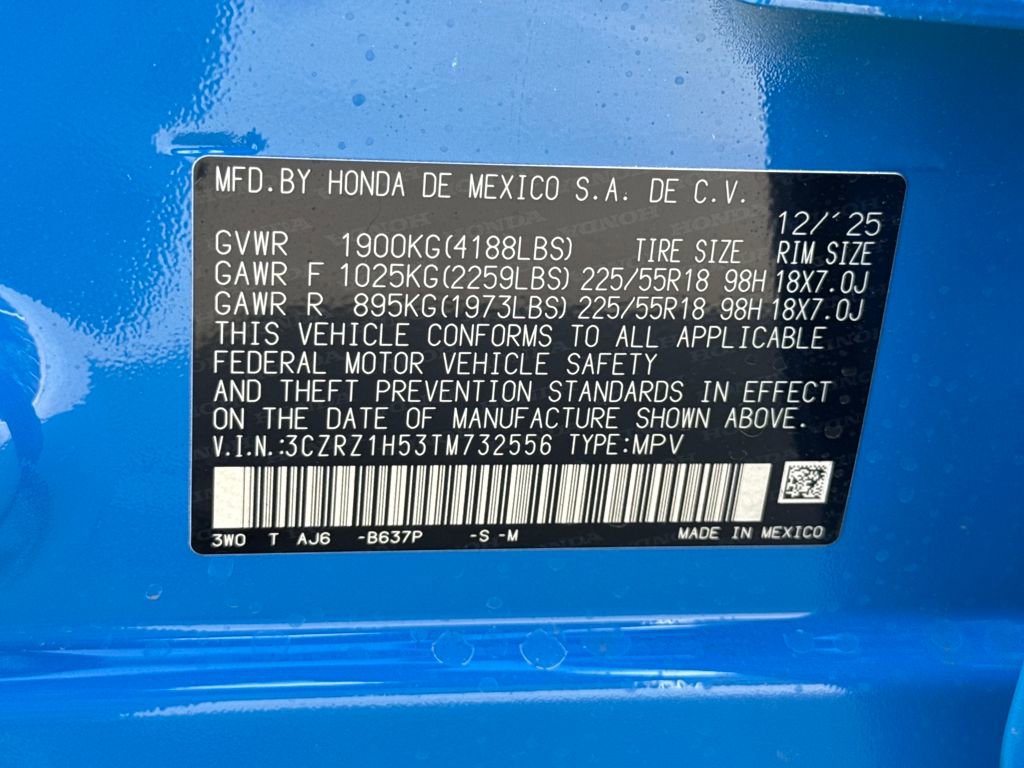 MFD.BY HONDA DE MEXICO S.A. DE C.V.
12/´25
GVWR 1900KG(4188LBS) TIRE SIZE RIM SIZE
GAWR F 1025KG(2259LBS) 225/55R18 98H 18X7.0J
GAWR R 895KG(1973LBS) 225/55R18 98H 18X7.0J
THIS VEHICLE CONFORMS TO ALL APPLICABLE
FEDERAL MOTOR VEHICLE SAFETY
AND THEFT PREVENTION STANDARDS IN EFFECT
ON THE DATE OF MANUFACTURE SHOWN ABOVE.
V.I.N.:3CZRZ1H53TM732556 TYPE:MPV
3W0 T AJ6 -B637P -S -M MADE IN MEXICO